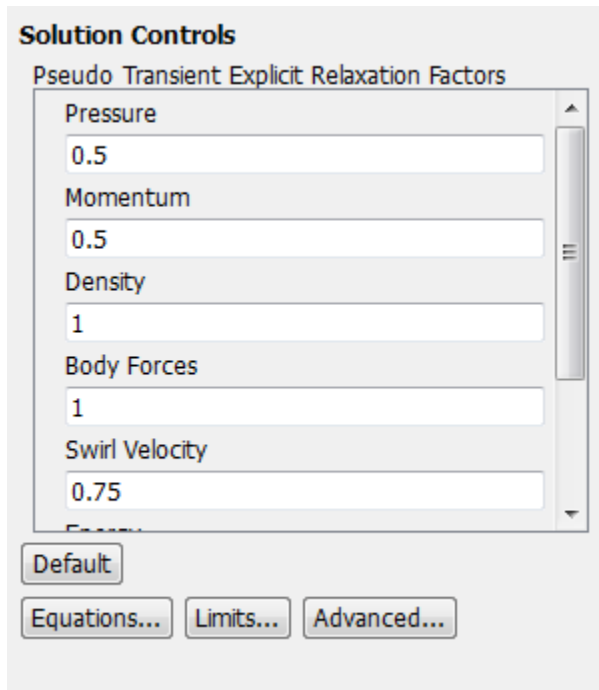 Solution Controls
Pseudo Transient Explicit Relaxation Factors
Pressure
0.5
Momentum
0.5
Density
1
Body Forces
1
Swirl Velocity
0.75
Energy
Default
Equations... Limits... Advanced...